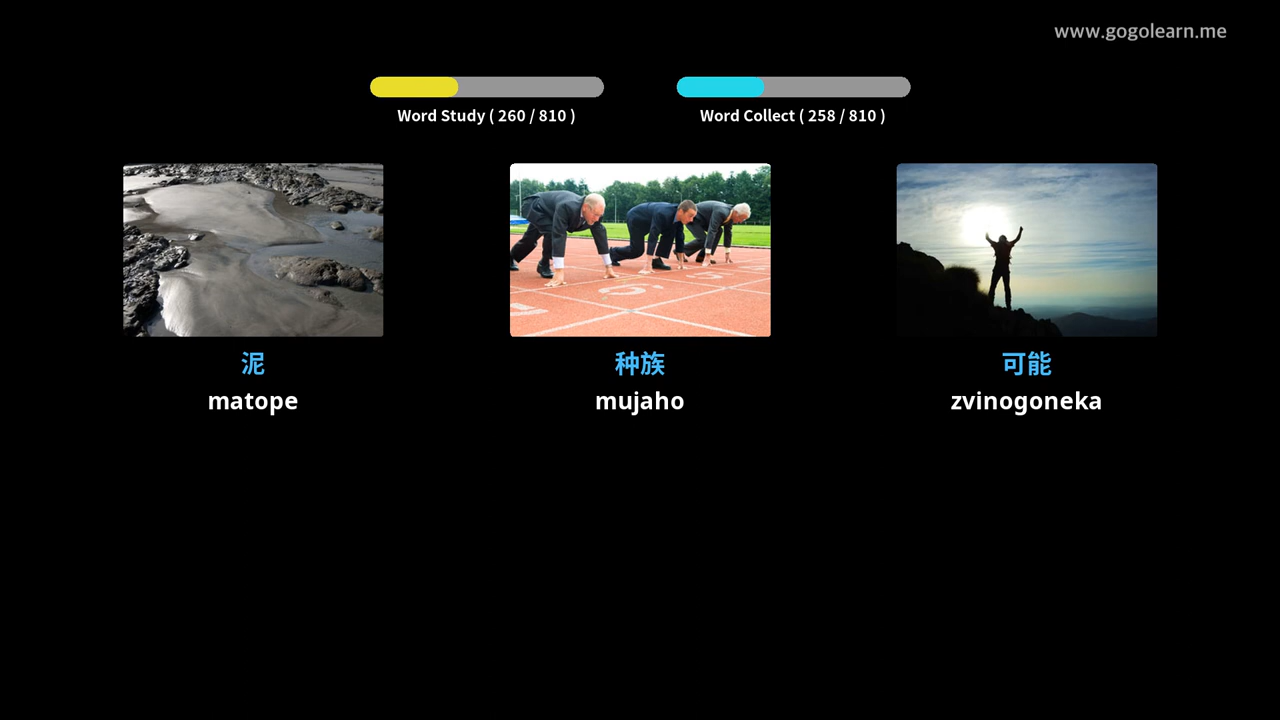 www.gogolearn.me
Word Study ( 260 / 810 )
Word Collect ( 258 / 810 )
泥
matope
种族
mujaho
可能
zvinogoneka